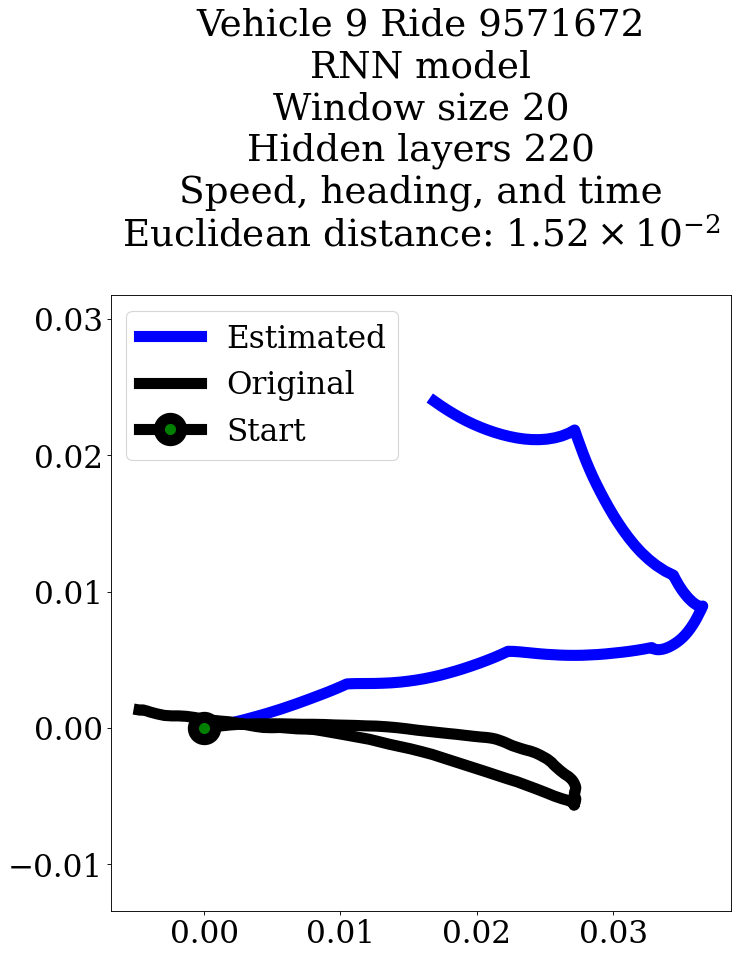 Vehicle 9 Ride 9571672
RNN model
Window size 20
Hidden layers 220
Speed, heading, and time
Euclidean distance: 1.52 × 10⁻²
0.03
0.02
0.01
0.00
−0.01
Estimated
Original
Start
0.00 0.01 0.02 0.03